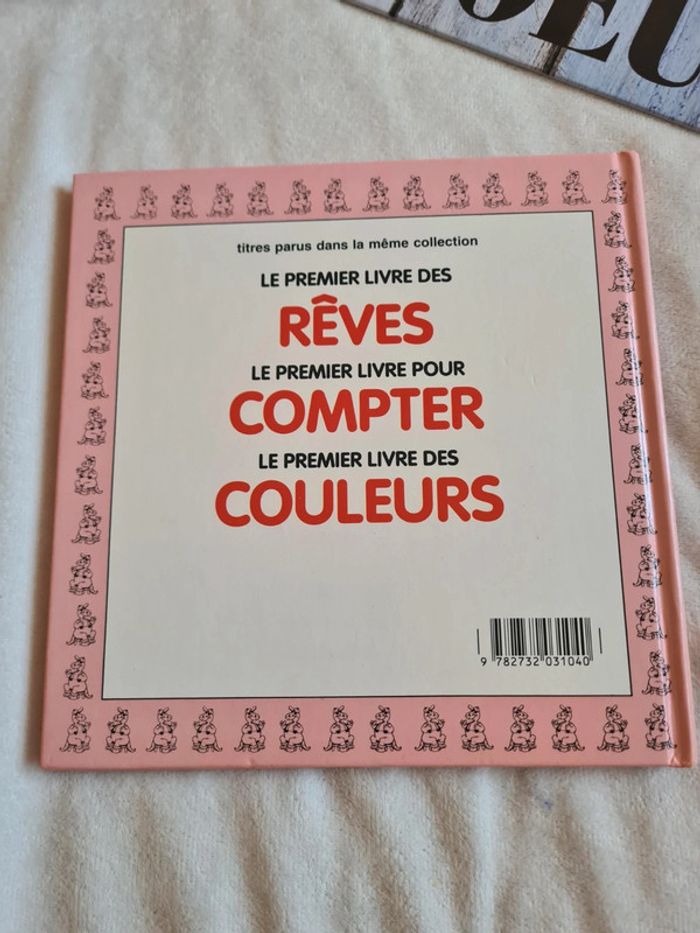 titres parus dans la même collection
LE PREMIER LIVRE DES
RÊVES
LE PREMIER LIVRE POUR
COMPTER
LE PREMIER LIVRE DES
COULEURS
9 782732 031040